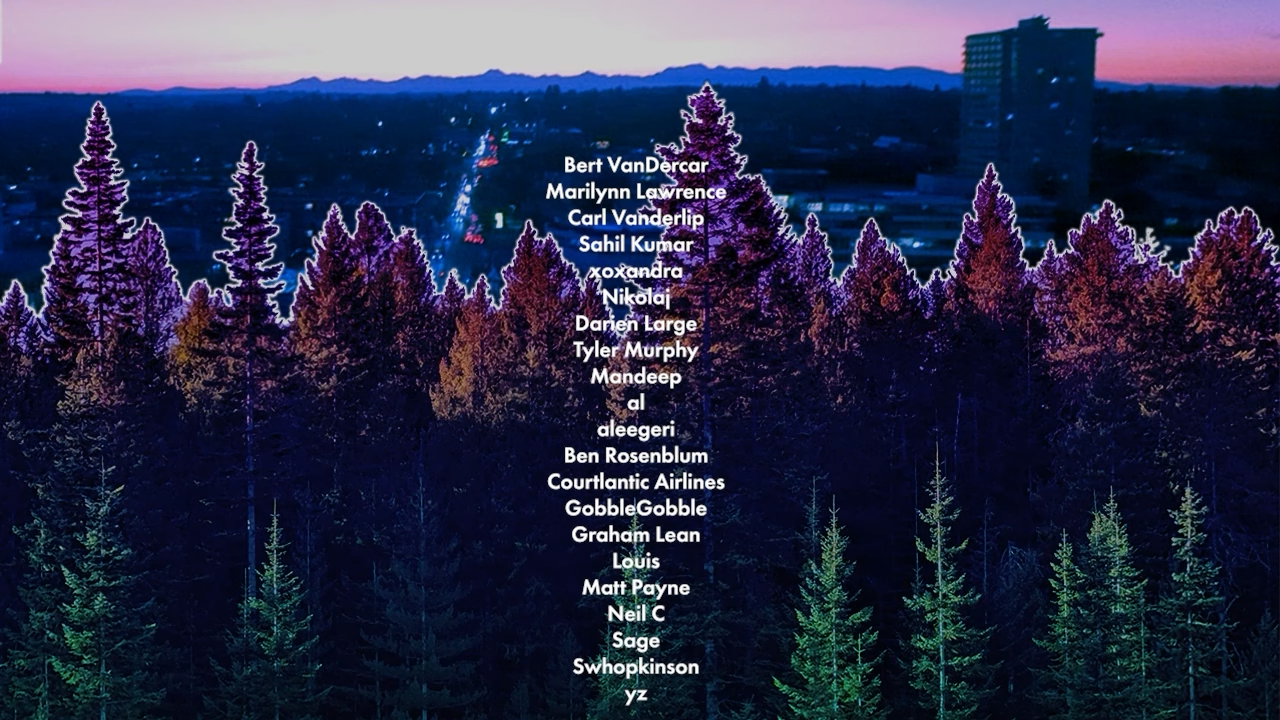 Bert VanDercar
Marilynn Lawrence
Carl Vanderlip
Sahil Kumar
xoxandra
Nikolaj
Darien Large
Tyler Murphy
Mandeep
al
aleegeri
Ben Rosenblum
Courtlantic Airlines
GobbleGobble
Graham Lean
Louis
Matt Payne
Neil C
Sage
Swhopkinson
yz